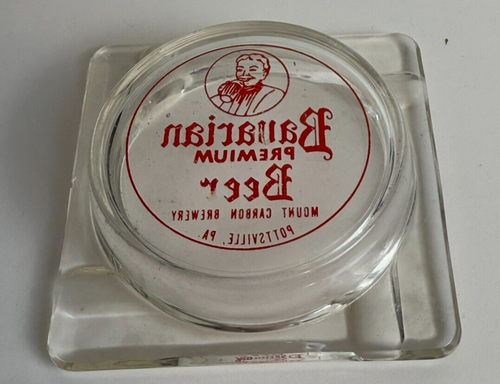 Bavarian
PREMIUM
Beer
MOUNT CARBON BREWERY
POTTSVILLE, PA.